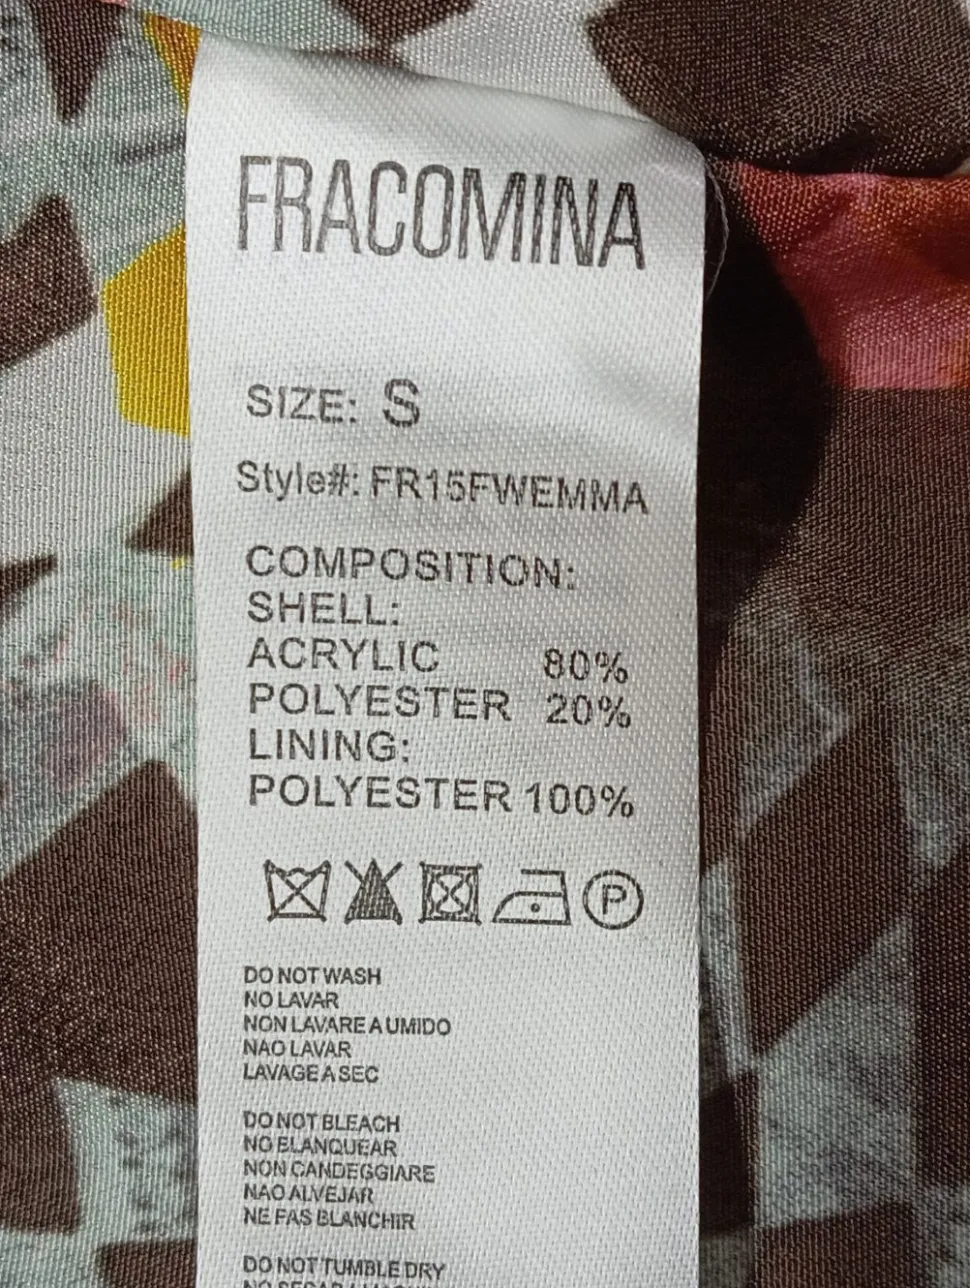 FRACOMINA
SIZE: S
Style#: FR15FWEMMA
COMPOSITION:
SHELL:
ACRYLIC 80%
POLYESTER 20%
LINING:
POLYESTER 100%
P
DO NOT WASH
NO LAVAR
NON LAVARE A UMIDO
NAO LAVAR
LAVAGE A SEC
DO NOT BLEACH
NO BLANQUEAR
NON CANDEGGIARE
NAO ALVEJAR
NE FAS BLANCHIR
DO NOT TUMBLE DRY